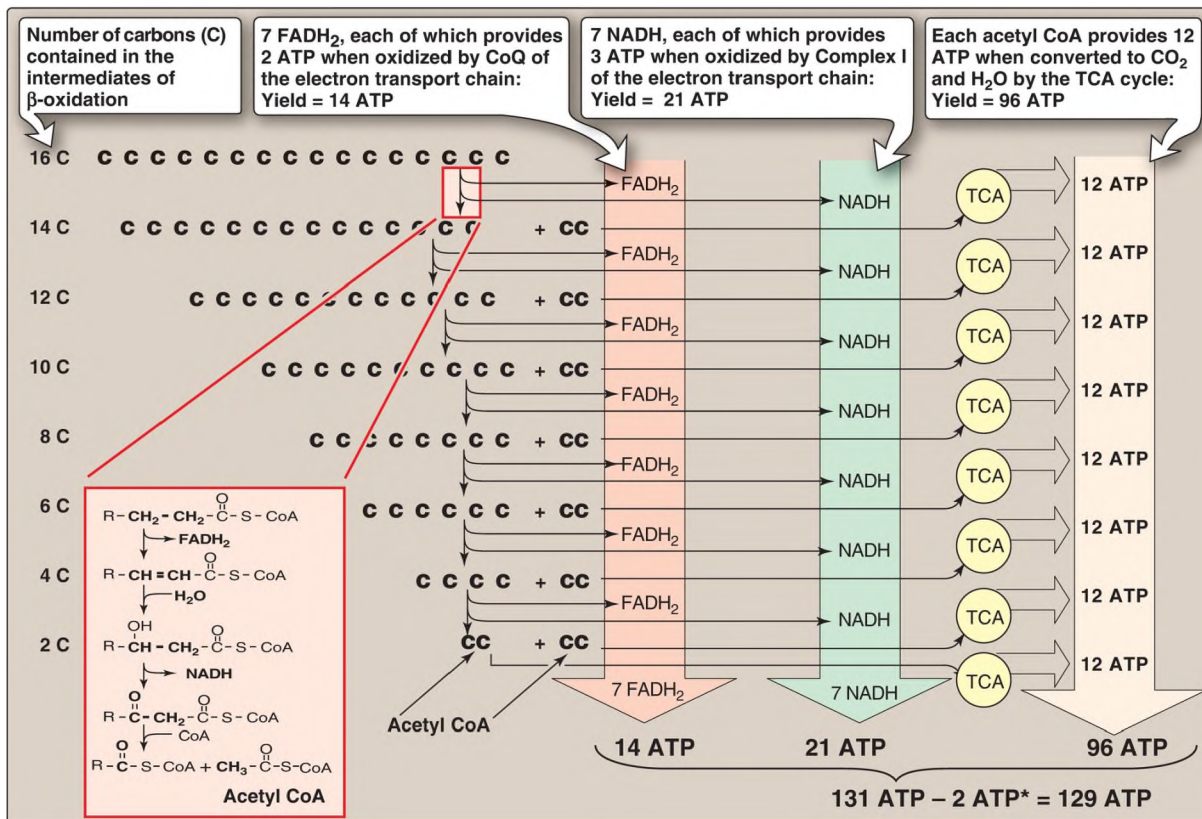 Number of carbons (C)
contained in the
intermediates of
β-oxidation
7 FADH₂, each of which provides
2 ATP when oxidized by CoQ of
the electron transport chain:
Yield = 14 ATP
7 NADH, each of which provides
3 ATP when oxidized by Complex I
of the electron transport chain:
Yield = 21 ATP
Each acetyl CoA provides 12
ATP when converted to CO₂
and H₂O by the TCA cycle:
Yield = 96 ATP
16 C C C C C C C C C C C C C C C C C
FADH₂ NADH TCA 12 ATP
14 C C C C C C C C C C C C C C C + CC
FADH₂ NADH TCA 12 ATP
12 C C C C C C C C C C C C C + CC
FADH₂ NADH TCA 12 ATP
10 C C C C C C C C C C C + CC
FADH₂ NADH TCA 12 ATP
8 C C C C C C C C C + CC
FADH₂ NADH TCA 12 ATP
6 C C C C C C C + CC
FADH₂ NADH TCA 12 ATP
4 C C C C C + CC
FADH₂ NADH TCA 12 ATP
2 C CC + CC
TCA 12 ATP
Acetyl CoA
7 FADH₂ 7 NADH
14 ATP 21 ATP 96 ATP
131 ATP – 2 ATP* = 129 ATP
O
R–CH₂–CH₂–C–S–CoA
FADH₂
O
R–CH=CH–C–S–CoA
H₂O
OH O
R–CH–CH₂–C–S–CoA
NADH
O O
R–C–CH₂–C–S–CoA
CoA
O O
R–C–S–CoA + CH₃–C–S–CoA
Acetyl CoA